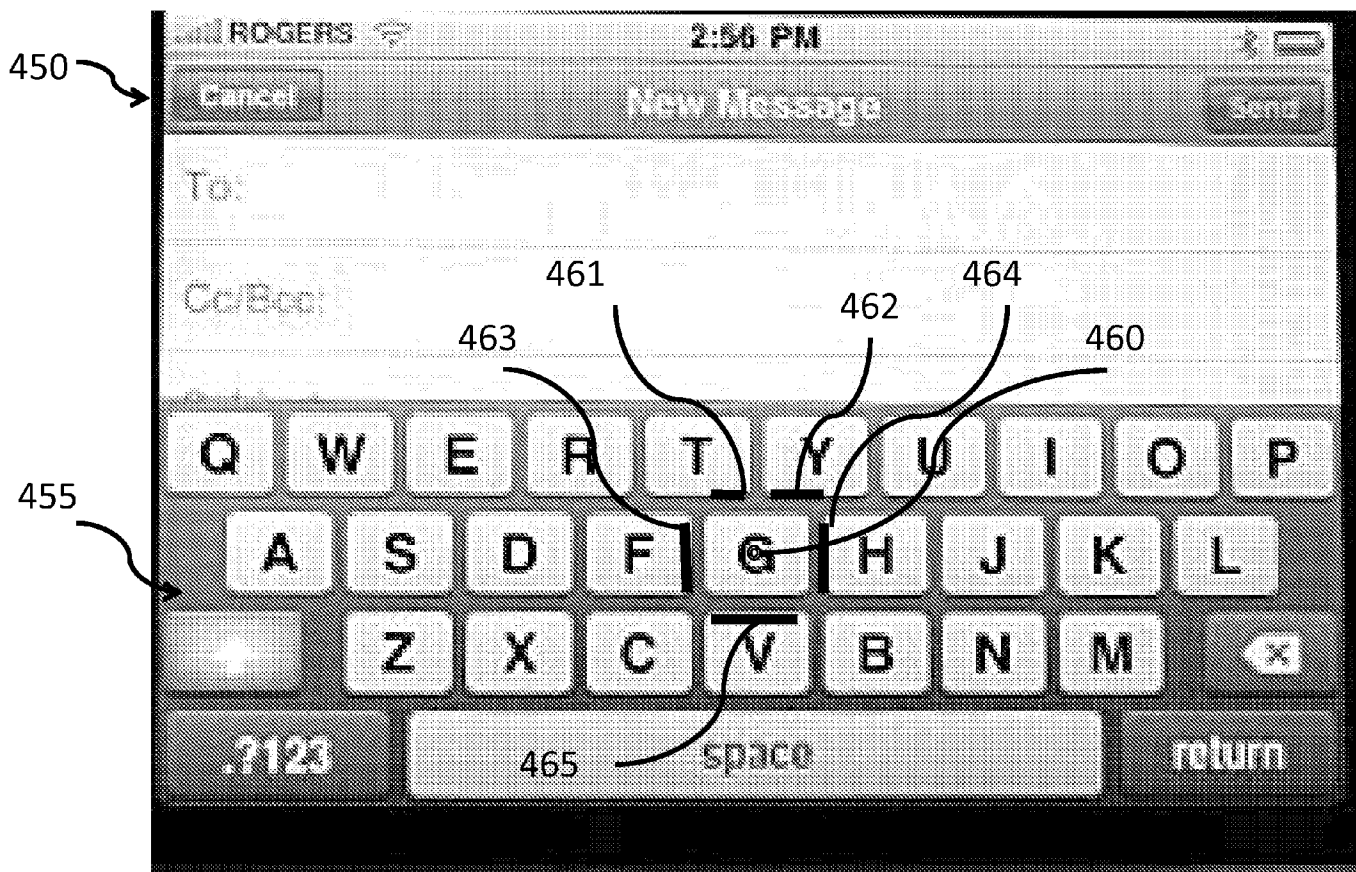 ROGERS 2:56 PM
450
Cancel New Message Send
To:
461 464
Cc/Bcc: 462
463 460
Q W E R T Y U I O P
455
A S D F G H J K L
Z X C V B N M
.?123 465 space return